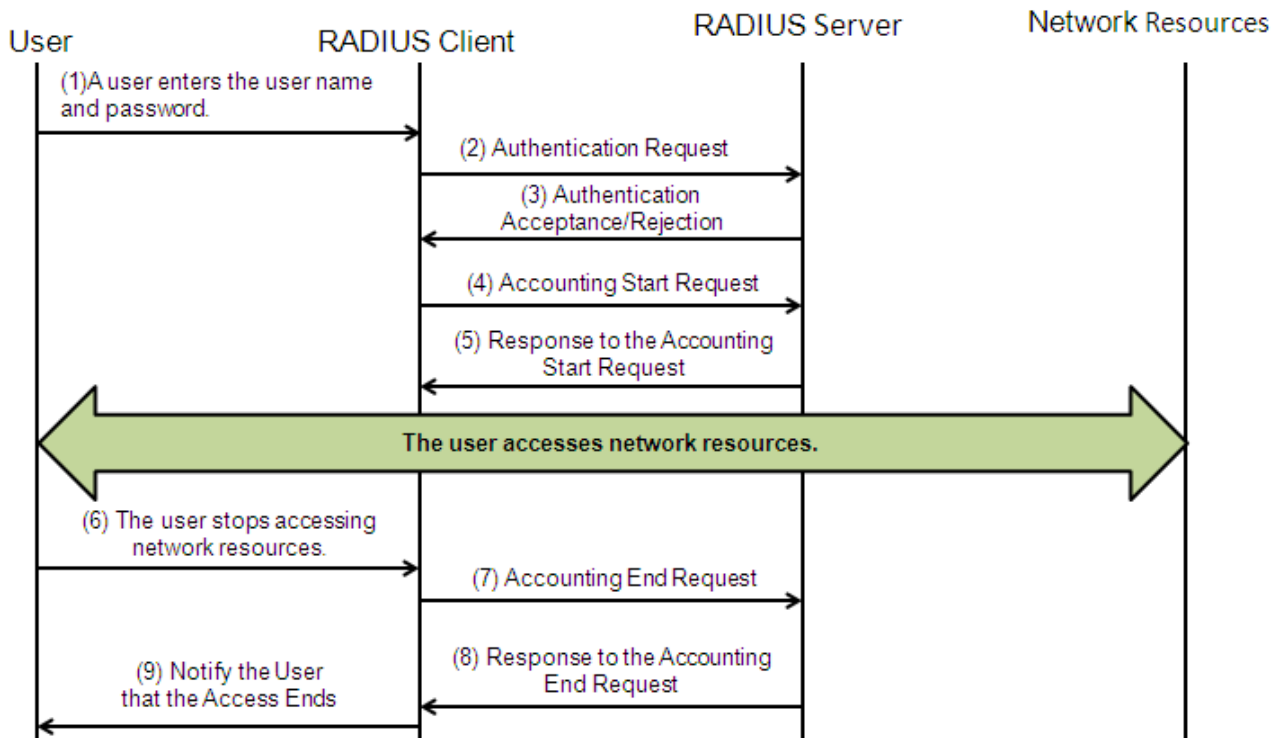 User
RADIUS Client
RADIUS Server
Network Resources
(1)A user enters the user name
and password.
(2) Authentication Request
(3) Authentication
Acceptance/Rejection
(4) Accounting Start Request
(5) Response to the Accounting
Start Request
The user accesses network resources.
(6) The user stops accessing
network resources.
(7) Accounting End Request
(8) Response to the Accounting
End Request
(9) Notify the User
that the Access Ends